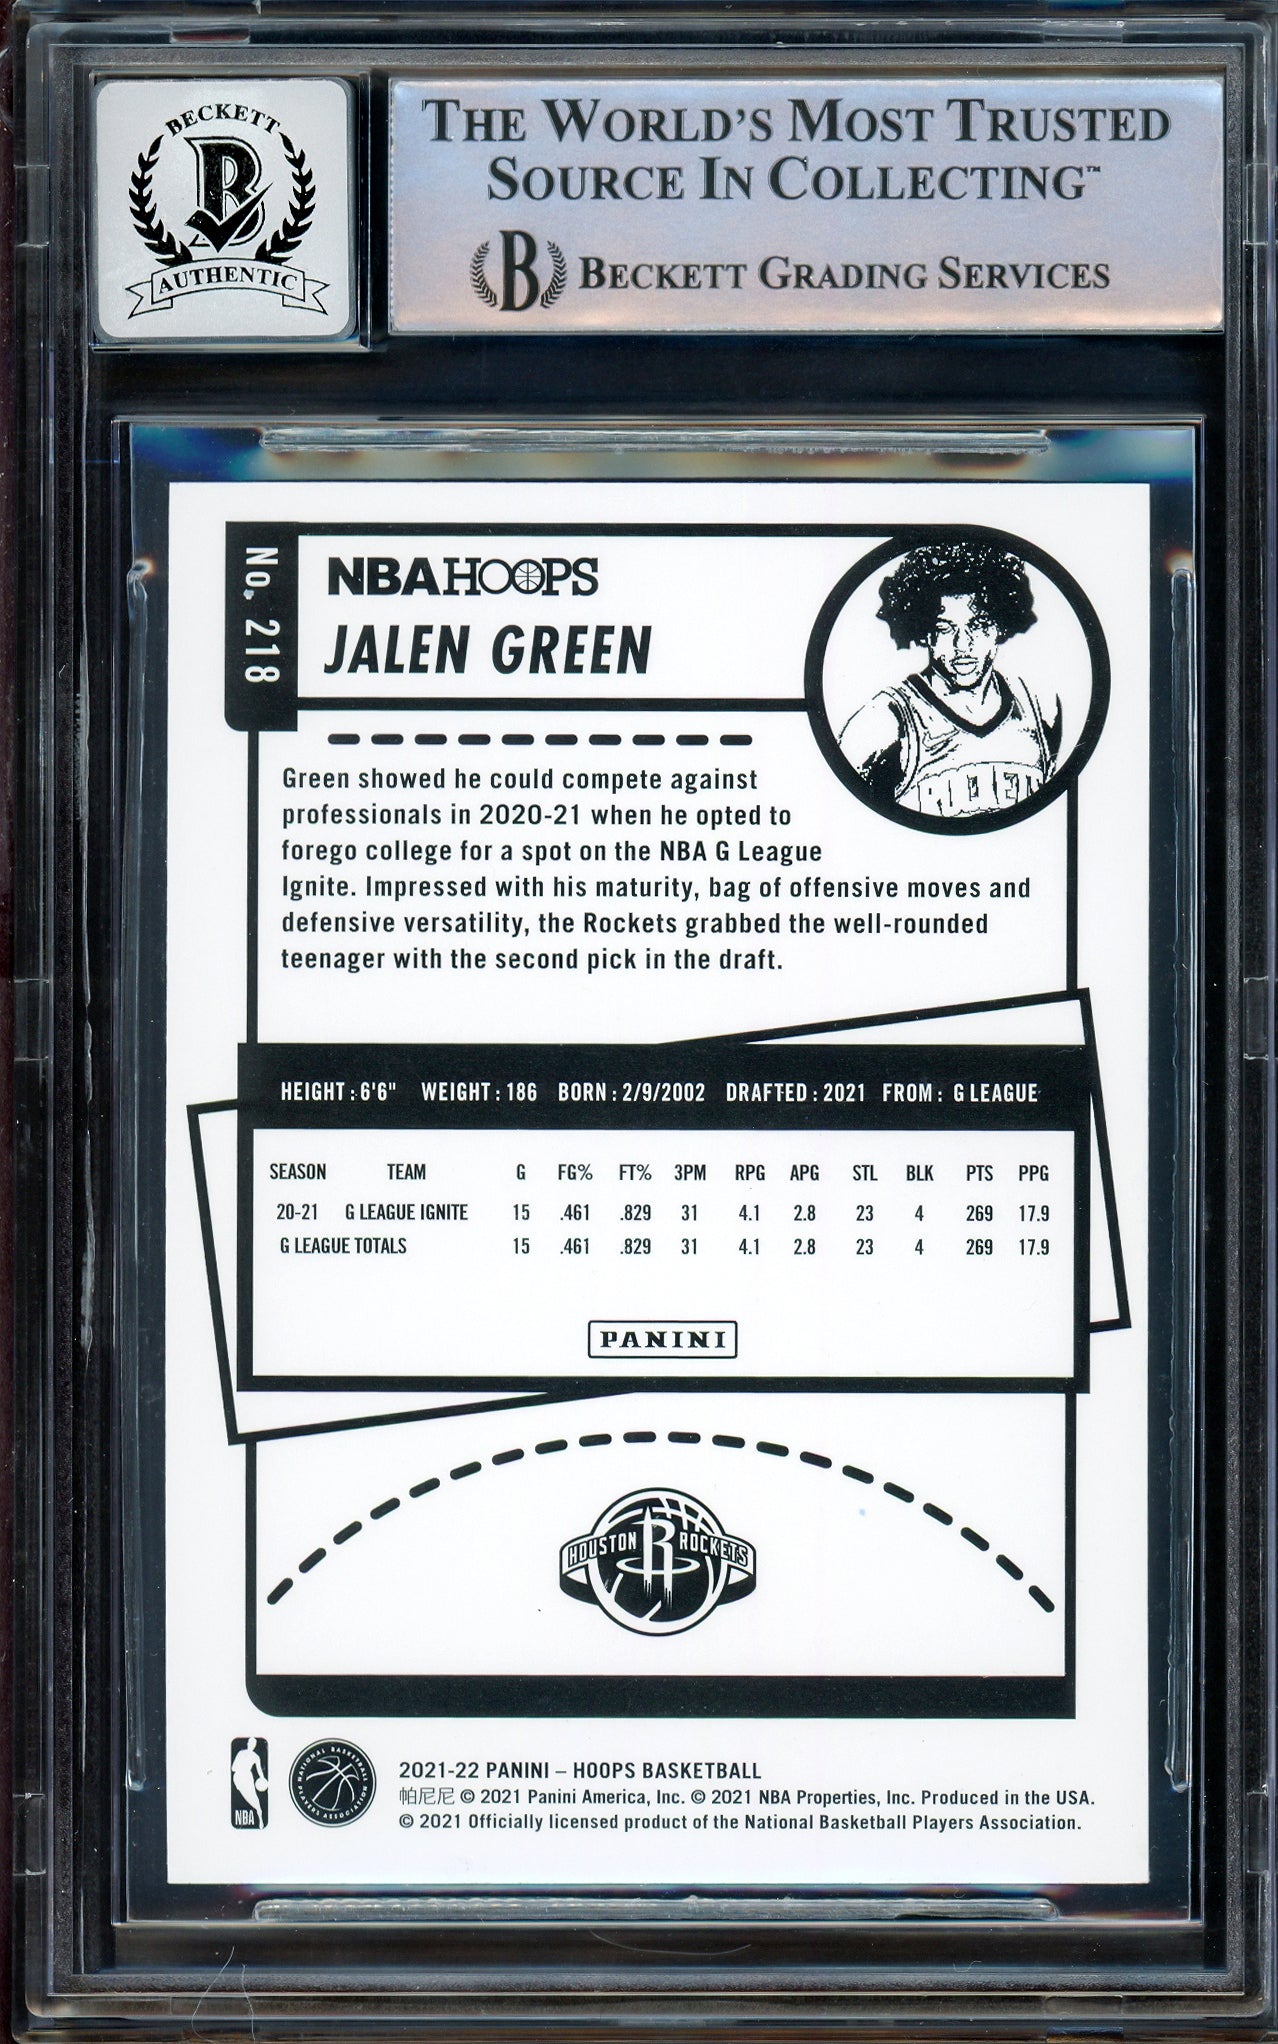 BECKETT
B
AUTHENTIC
THE WORLD'S MOST TRUSTED
SOURCE IN COLLECTING™
B BECKETT GRADING SERVICES
No. 218
NBAHOOPS
JALEN GREEN
Green showed he could compete against
professionals in 2020-21 when he opted to
forego college for a spot on the NBA G League
Ignite. Impressed with his maturity, bag of offensive moves and
defensive versatility, the Rockets grabbed the well-rounded
teenager with the second pick in the draft.
HEIGHT : 6'6" WEIGHT : 186 BORN : 2/9/2002 DRAFTED : 2021 FROM : G LEAGUE
SEASON TEAM G FG% FT% 3PM RPG APG STL BLK PTS PPG
20-21 G LEAGUE IGNITE 15 .461 .829 31 4.1 2.8 23 4 269 17.9
G LEAGUE TOTALS 15 .461 .829 31 4.1 2.8 23 4 269 17.9
PANINI
HOUSTON R ROCKETS
NBA
NATIONAL BASKETBALL PLAYERS ASSOCIATION
2021-22 PANINI – HOOPS BASKETBALL
帕尼尼 © 2021 Panini America, Inc. © 2021 NBA Properties, Inc. Produced in the USA.
© 2021 Officially licensed product of the National Basketball Players Association.